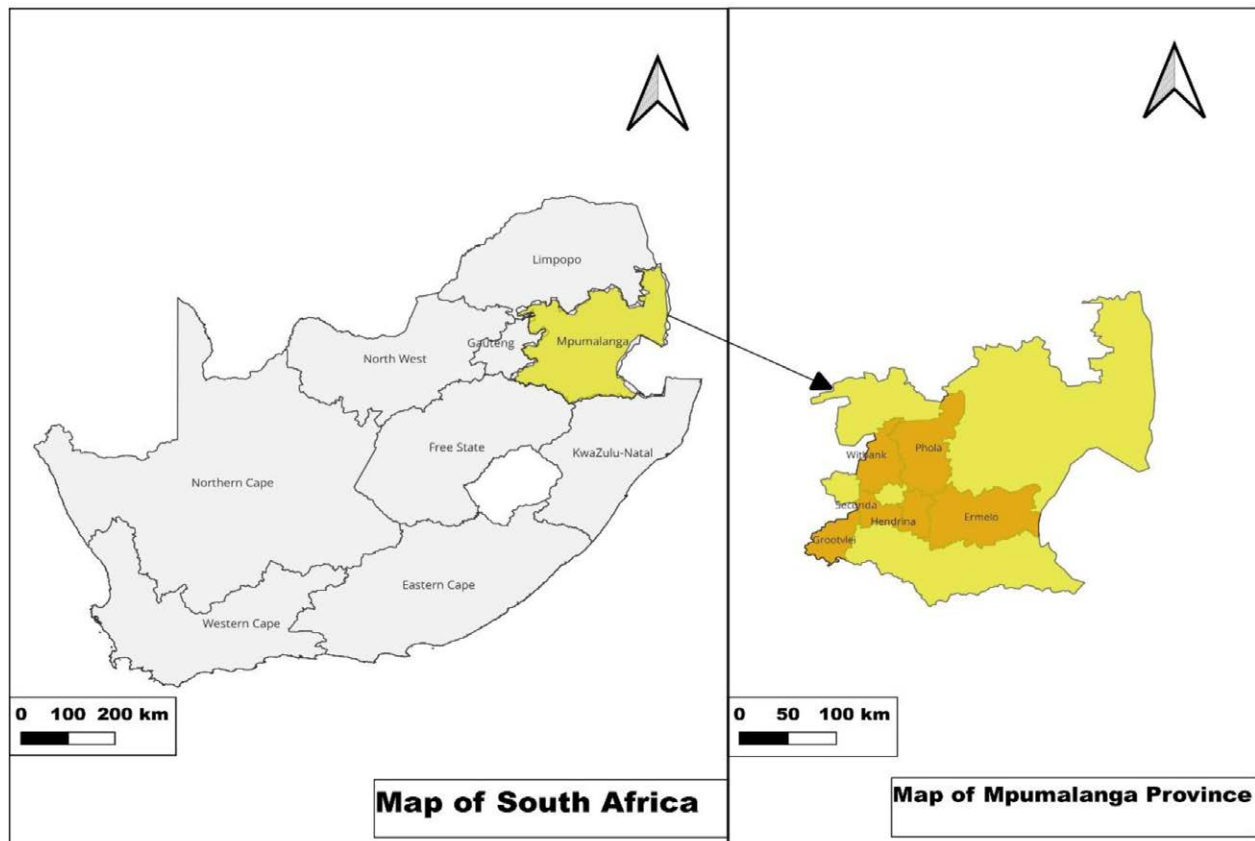 Limpopo
Mpumalanga
Gauteng
North West
Free State
KwaZulu-Natal
Northern Cape
Eastern Cape
Western Cape
0 100 200 km
Map of South Africa
Phola
Witbank
Secunda
Hendrina
Ermelo
Grootvlei
0 50 100 km
Map of Mpumalanga Province